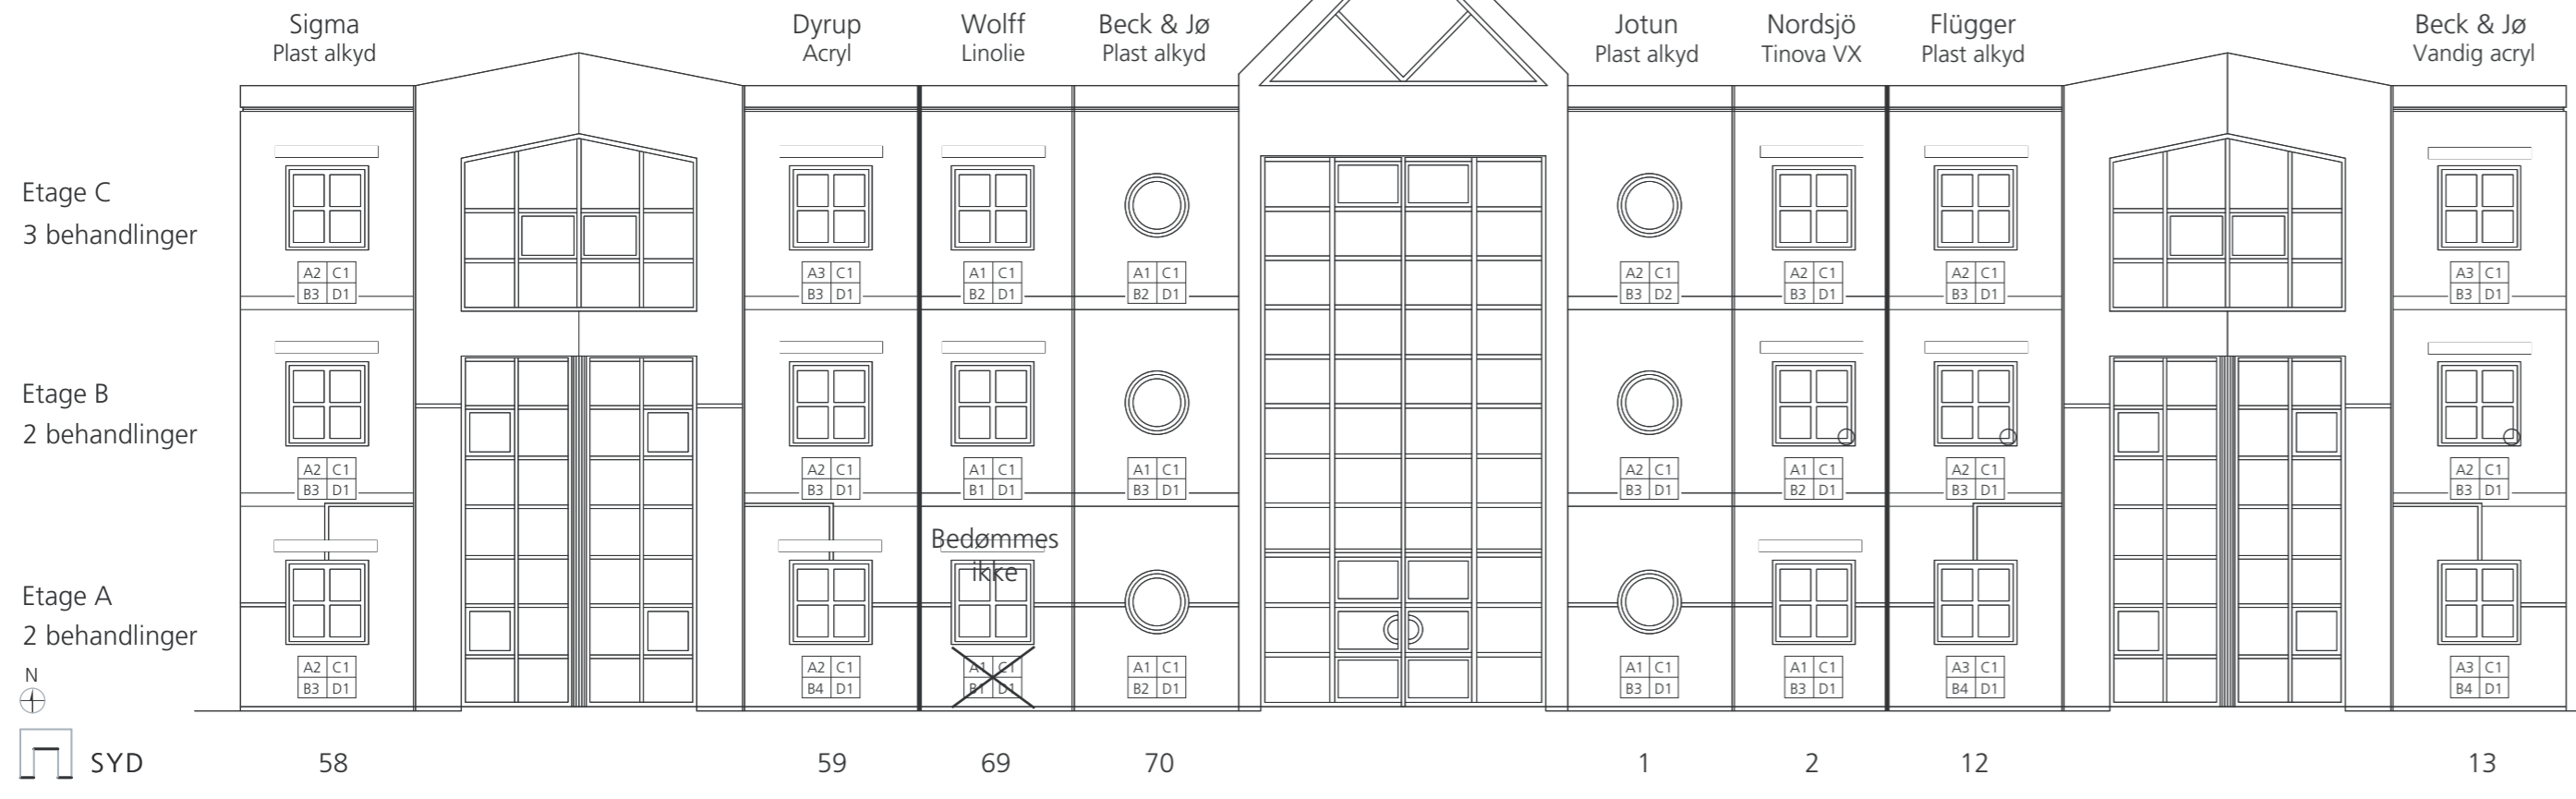 Sigma
Plast alkyd
Dyrup
Acryl
Wolff
Linolie
Beck & Jø
Plast alkyd
Jotun
Plast alkyd
Nordsjö
Tinova VX
Flügger
Plast alkyd
Beck & Jø
Vandig acryl
Etage C
3 behandlinger
A2 C1
B3 D1
A3 C1
B3 D1
A1 C1
B2 D1
A1 C1
B2 D1
A2 C1
B3 D2
A2 C1
B3 D1
A2 C1
B3 D1
A3 C1
B3 D1
Etage B
2 behandlinger
A2 C1
B3 D1
A2 C1
B3 D1
A1 C1
B1 D1
A1 C1
B3 D1
A2 C1
B3 D1
A1 C1
B2 D1
A2 C1
B3 D1
A2 C1
B3 D1
Bedømmes
ikke
Etage A
2 behandlinger
A2 C1
B3 D1
A2 C1
B4 D1
A1 C1
B1 D1
A1 C1
B2 D1
A1 C1
B3 D1
A1 C1
B3 D1
A3 C1
B4 D1
A3 C1
B4 D1
N
SYD
58
59
69
70
1
2
12
13